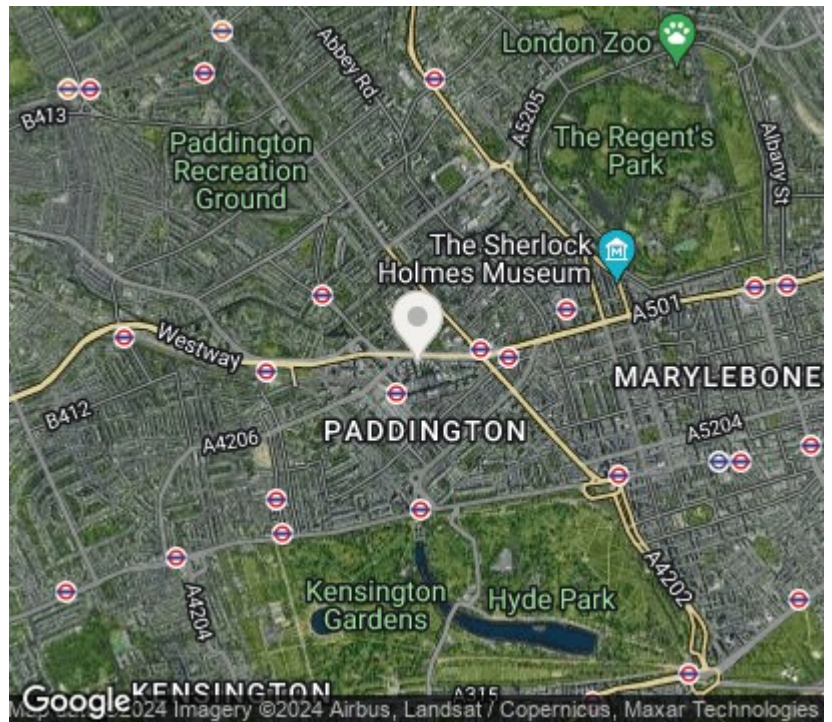 London Zoo
Abbey Rd.
A5205
B413
The Regent's
Park
Albany St
Paddington
Recreation
Ground
The Sherlock
Holmes Museum
A501
Westway
MARYLEBONE
B412
A4206
PADDINGTON
A5204
A4202
Kensington
Gardens
Hyde Park
A4204
KENSINGTON
A315
Google
2024 Imagery ©2024 Airbus, Landsat / Copernicus, Maxar Technologies